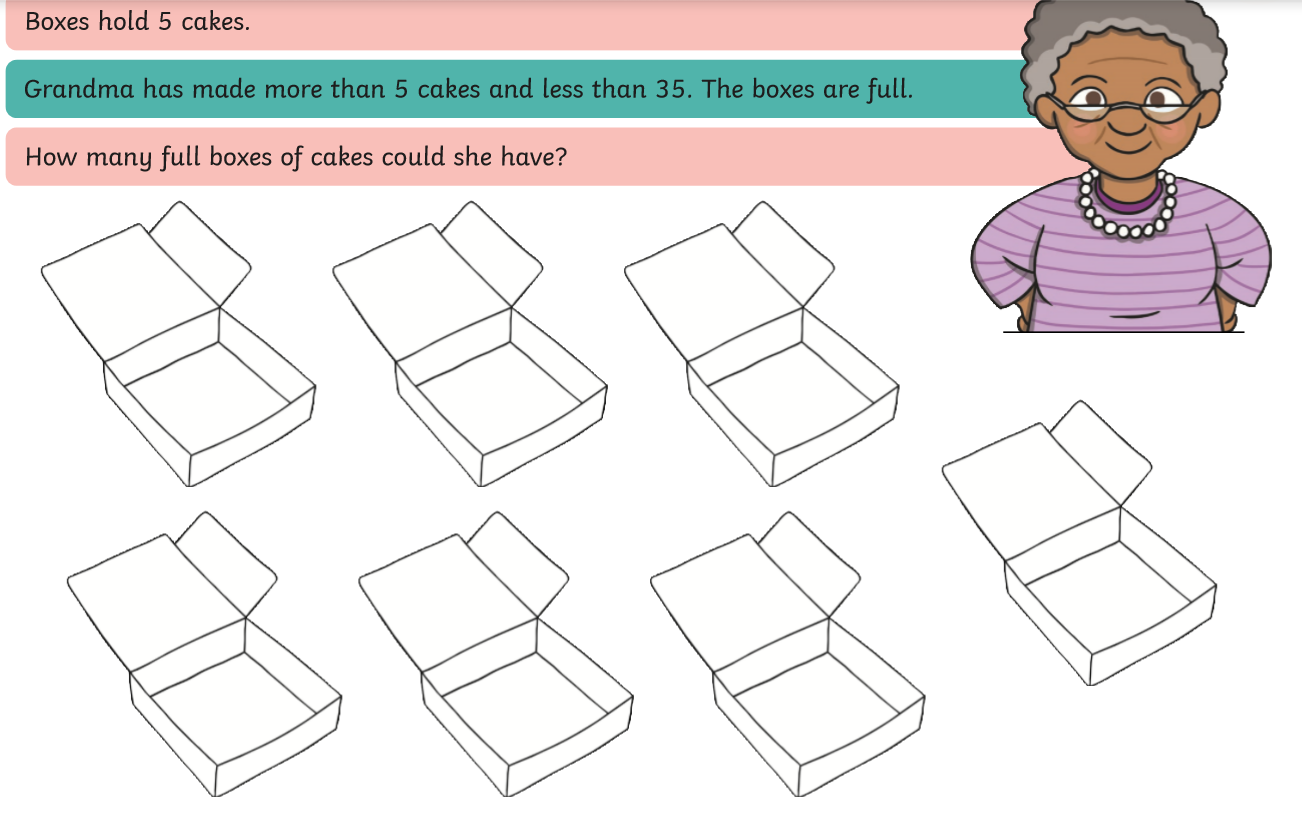 Boxes hold 5 cakes.
Grandma has made more than 5 cakes and less than 35. The boxes are full.
How many full boxes of cakes could she have?